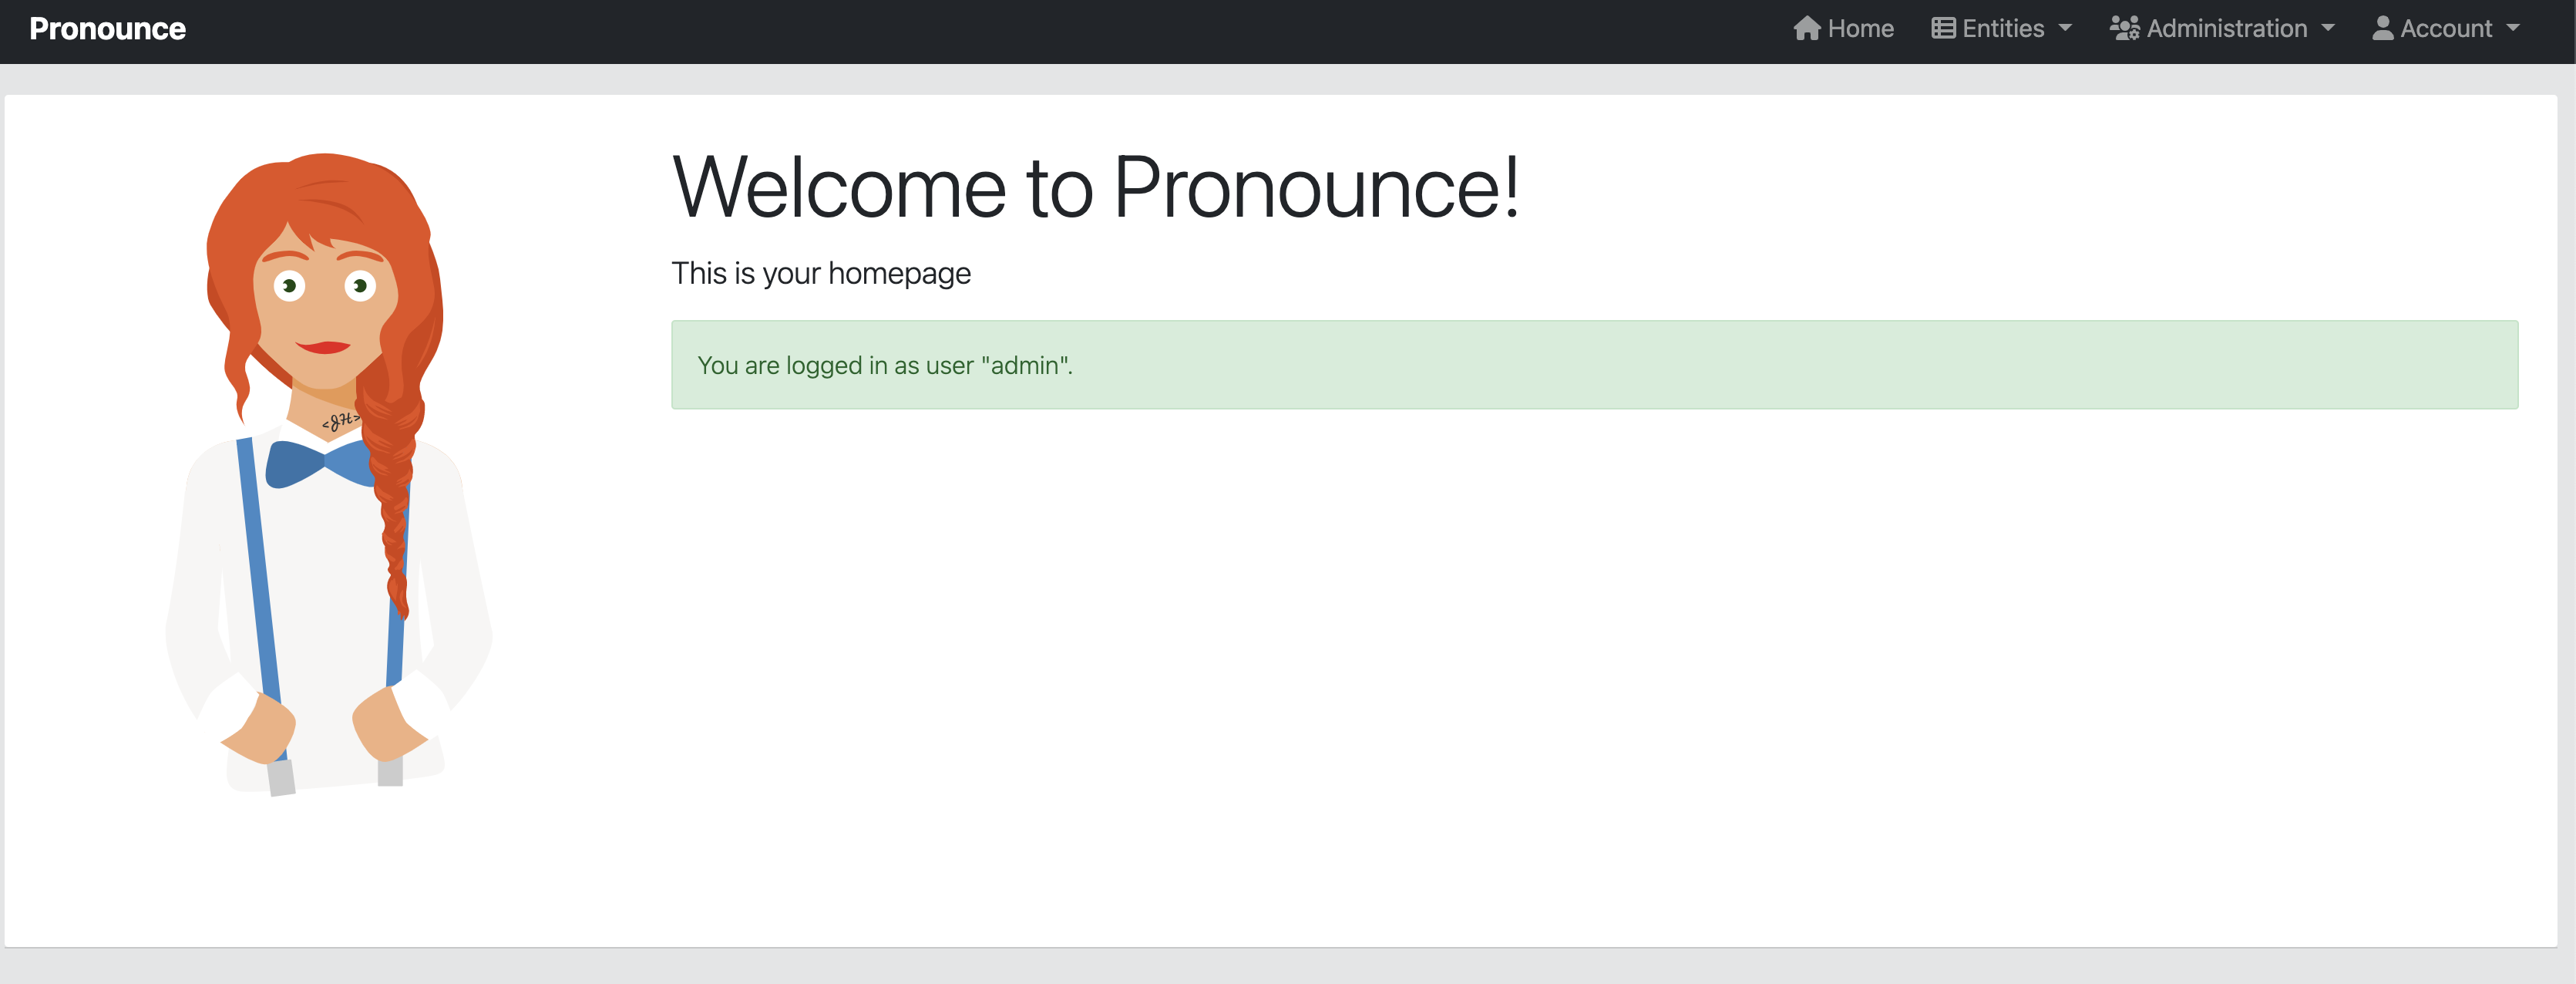 Pronounce
Home Entities Administration Account
Welcome to Pronounce!
This is your homepage
You are logged in as user "admin".
<JH>